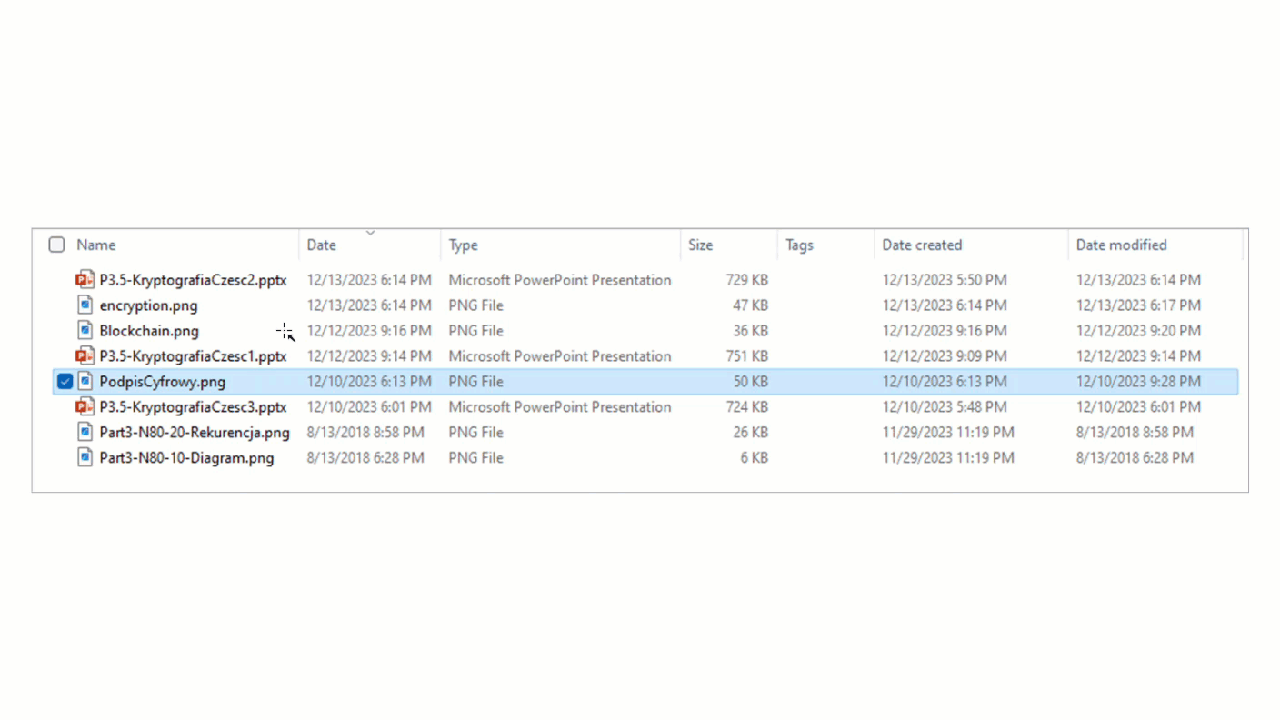 Name Date Type Size Tags Date created Date modified
P3.5-KryptografiaCzesc2.pptx 12/13/2023 6:14 PM Microsoft PowerPoint Presentation 729 KB 12/13/2023 5:50 PM 12/13/2023 6:14 PM
encryption.png 12/13/2023 6:14 PM PNG File 47 KB 12/13/2023 6:14 PM 12/13/2023 6:17 PM
Blockchain.png 12/12/2023 9:16 PM PNG File 36 KB 12/12/2023 9:16 PM 12/12/2023 9:20 PM
P3.5-KryptografiaCzesc1.pptx 12/12/2023 9:14 PM Microsoft PowerPoint Presentation 751 KB 12/12/2023 9:09 PM 12/12/2023 9:14 PM
PodpisCyfrowy.png 12/10/2023 6:13 PM PNG File 50 KB 12/10/2023 6:13 PM 12/10/2023 9:28 PM
P3.5-KryptografiaCzesc3.pptx 12/10/2023 6:01 PM Microsoft PowerPoint Presentation 724 KB 12/10/2023 5:48 PM 12/10/2023 6:01 PM
Part3-N80-20-Rekurencja.png 8/13/2018 8:58 PM PNG File 26 KB 11/29/2023 11:19 PM 8/13/2018 8:58 PM
Part3-N80-10-Diagram.png 8/13/2018 6:28 PM PNG File 6 KB 11/29/2023 11:19 PM 8/13/2018 6:28 PM